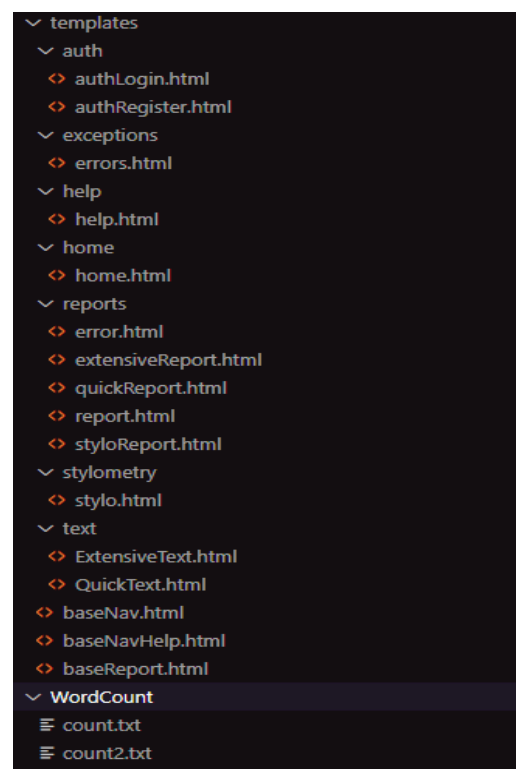 templates
auth
authLogin.html
authRegister.html
exceptions
errors.html
help
help.html
home
home.html
reports
error.html
extensiveReport.html
quickReport.html
report.html
styloReport.html
stylometry
stylo.html
text
ExtensiveText.html
QuickText.html
baseNav.html
baseNavHelp.html
baseReport.html
WordCount
count.txt
count2.txt